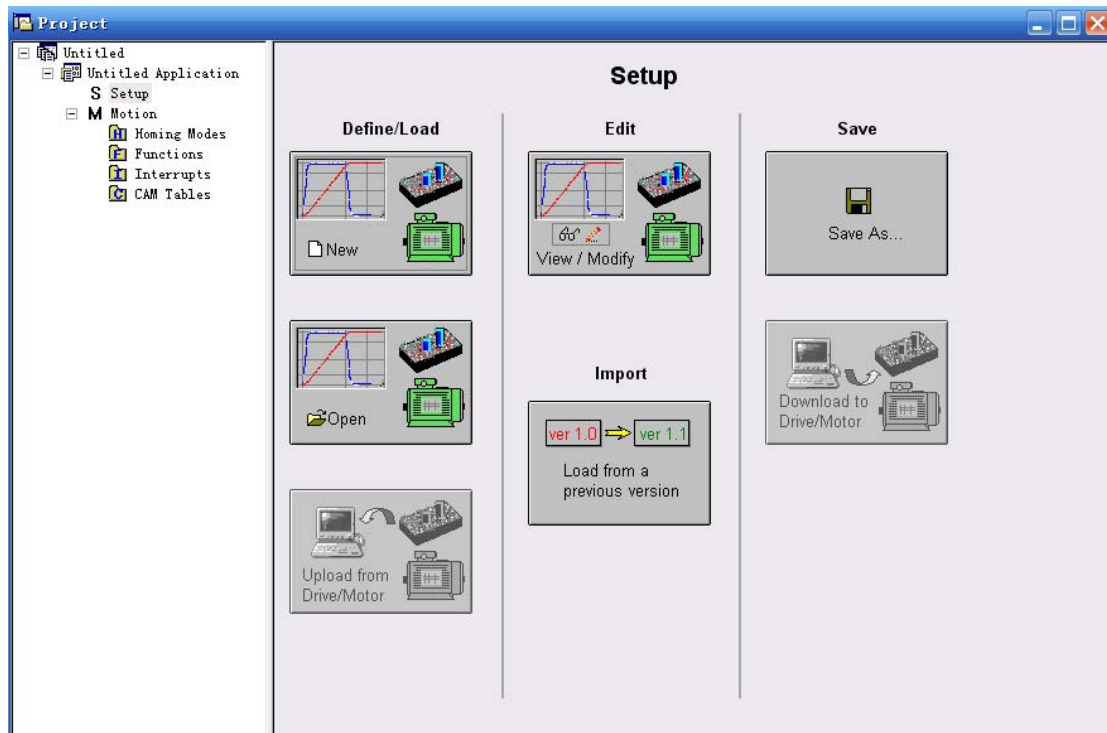 Project
Untitled
Untitled Application
S Setup
M Motion
H Homing Modes
F Functions
I Interrupts
C CAM Tables
Setup
Define/Load
New
Open
Upload from
Drive/Motor
Edit
View / Modify
Import
ver 1.0 ver 1.1
Load from a
previous version
Save
Save As...
Download to
Drive/Motor